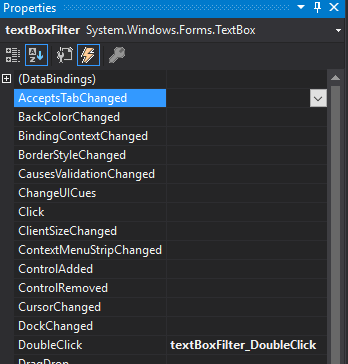 Properties
textBoxFilter System.Windows.Forms.TextBox
(DataBindings)
AcceptsTabChanged
BackColorChanged
BindingContextChanged
BorderStyleChanged
CausesValidationChanged
ChangeUICues
Click
ClientSizeChanged
ContextMenuStripChanged
ControlAdded
ControlRemoved
CursorChanged
DockChanged
DoubleClick textBoxFilter_DoubleClick
DragDrop